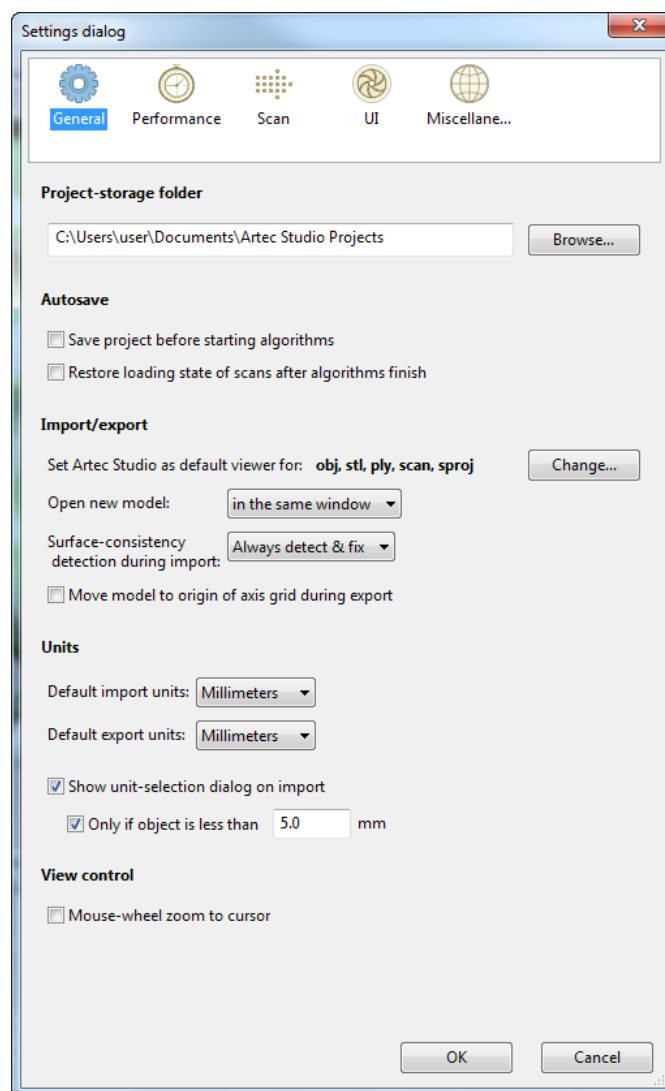 Settings dialog
General
Performance
Scan
UI
Miscellane...
Project-storage folder
C:\Users\user\Documents\Artec Studio Projects
Browse...
Autosave
Save project before starting algorithms
Restore loading state of scans after algorithms finish
Import/export
Set Artec Studio as default viewer for: obj, stl, ply, scan, sproj
Change...
Open new model: in the same window
Surface-consistency
detection during import: Always detect & fix
Move model to origin of axis grid during export
Units
Default import units: Millimeters
Default export units: Millimeters
Show unit-selection dialog on import
Only if object is less than 5.0 mm
View control
Mouse-wheel zoom to cursor
OK
Cancel